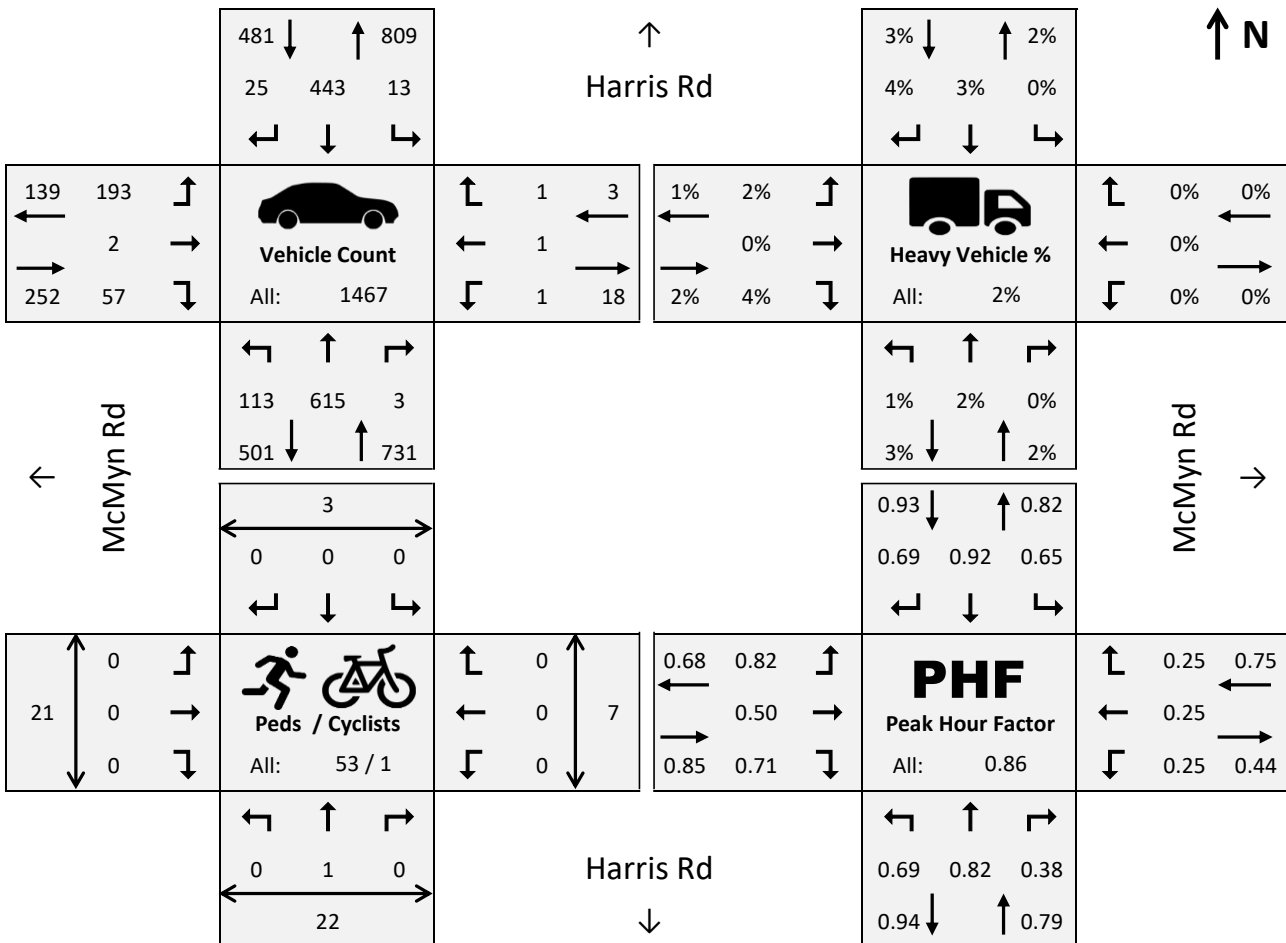 481 809 3% 2% N
Harris Rd
25 443 13 4% 3% 0%
139 193 1 3 1% 2% 0% 0%
2 Vehicle Count 1 0% Heavy Vehicle % 0%
252 57 All: 1467 1 18 2% 4% All: 2% 0% 0%
113 615 3 1% 2% 0%
501 731 3% 2%
McMyn Rd
McMyn Rd
3 0.93 0.82
0 0 0 0.69 0.92 0.65
0 0 0.68 0.82 PHF 0.25 0.75
21 0 Peds / Cyclists 0 7 0.50 Peak Hour Factor 0.25
0 All: 53 / 1 0 0.85 0.71 All: 0.86 0.25 0.44
0 1 0 0.69 0.82 0.38
Harris Rd
22 0.94 0.79